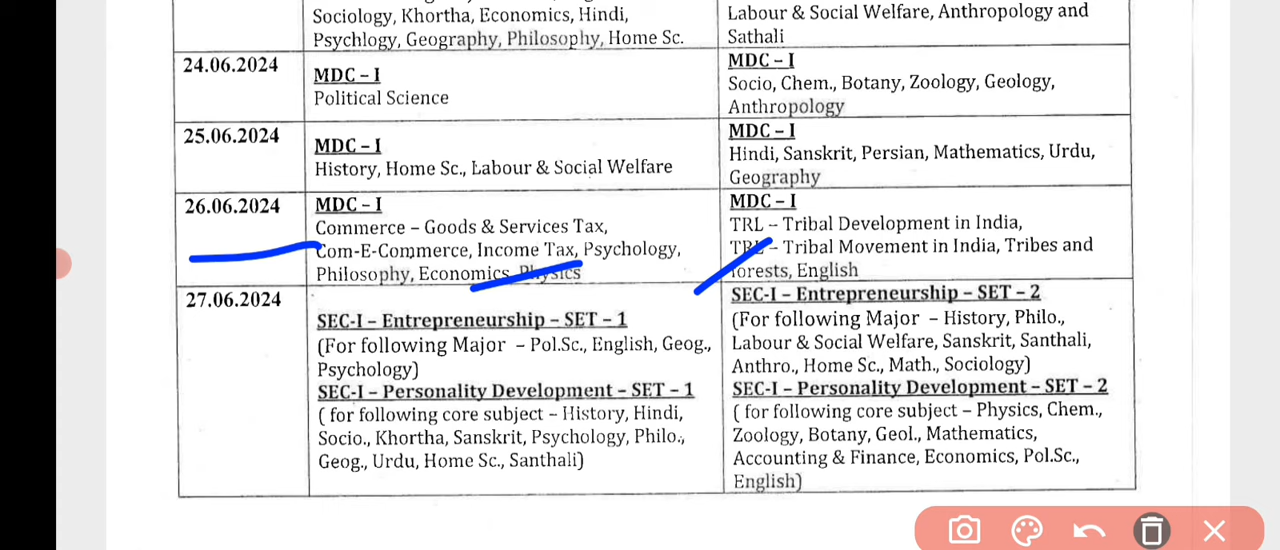 Sociology, Khortha, Economics, Hindi,
Psychlogy, Geography, Philosophy, Home Sc.
Labour & Social Welfare, Anthropology and
Sathali
24.06.2024
MDC – I
Political Science
MDC – I
Socio, Chem., Botany, Zoology, Geology,
Anthropology
25.06.2024
MDC – I
History, Home Sc., Labour & Social Welfare
MDC – I
Hindi, Sanskrit, Persian, Mathematics, Urdu,
Geography
26.06.2024
MDC – I
Commerce – Goods & Services Tax,
Com-E-Commerce, Income Tax, Psychology,
Philosophy, Economics, Physics
MDC – I
TRL – Tribal Development in India,
TRL – Tribal Movement in India, Tribes and
forests, English
27.06.2024
SEC-I – Entrepreneurship – SET – 1
(For following Major – Pol.Sc., English, Geog.,
Psychology)
SEC-I – Personality Development – SET – 1
( for following core subject – History, Hindi,
Socio., Khortha, Sanskrit, Psychology, Philo.,
Geog., Urdu, Home Sc., Santhali)
SEC-I – Entrepreneurship – SET – 2
(For following Major – History, Philo.,
Labour & Social Welfare, Sanskrit, Santhali,
Anthro., Home Sc., Math., Sociology)
SEC-I – Personality Development – SET – 2
( for following core subject – Physics, Chem.,
Zoology, Botany, Geol., Mathematics,
Accounting & Finance, Economics, Pol.Sc.,
English)